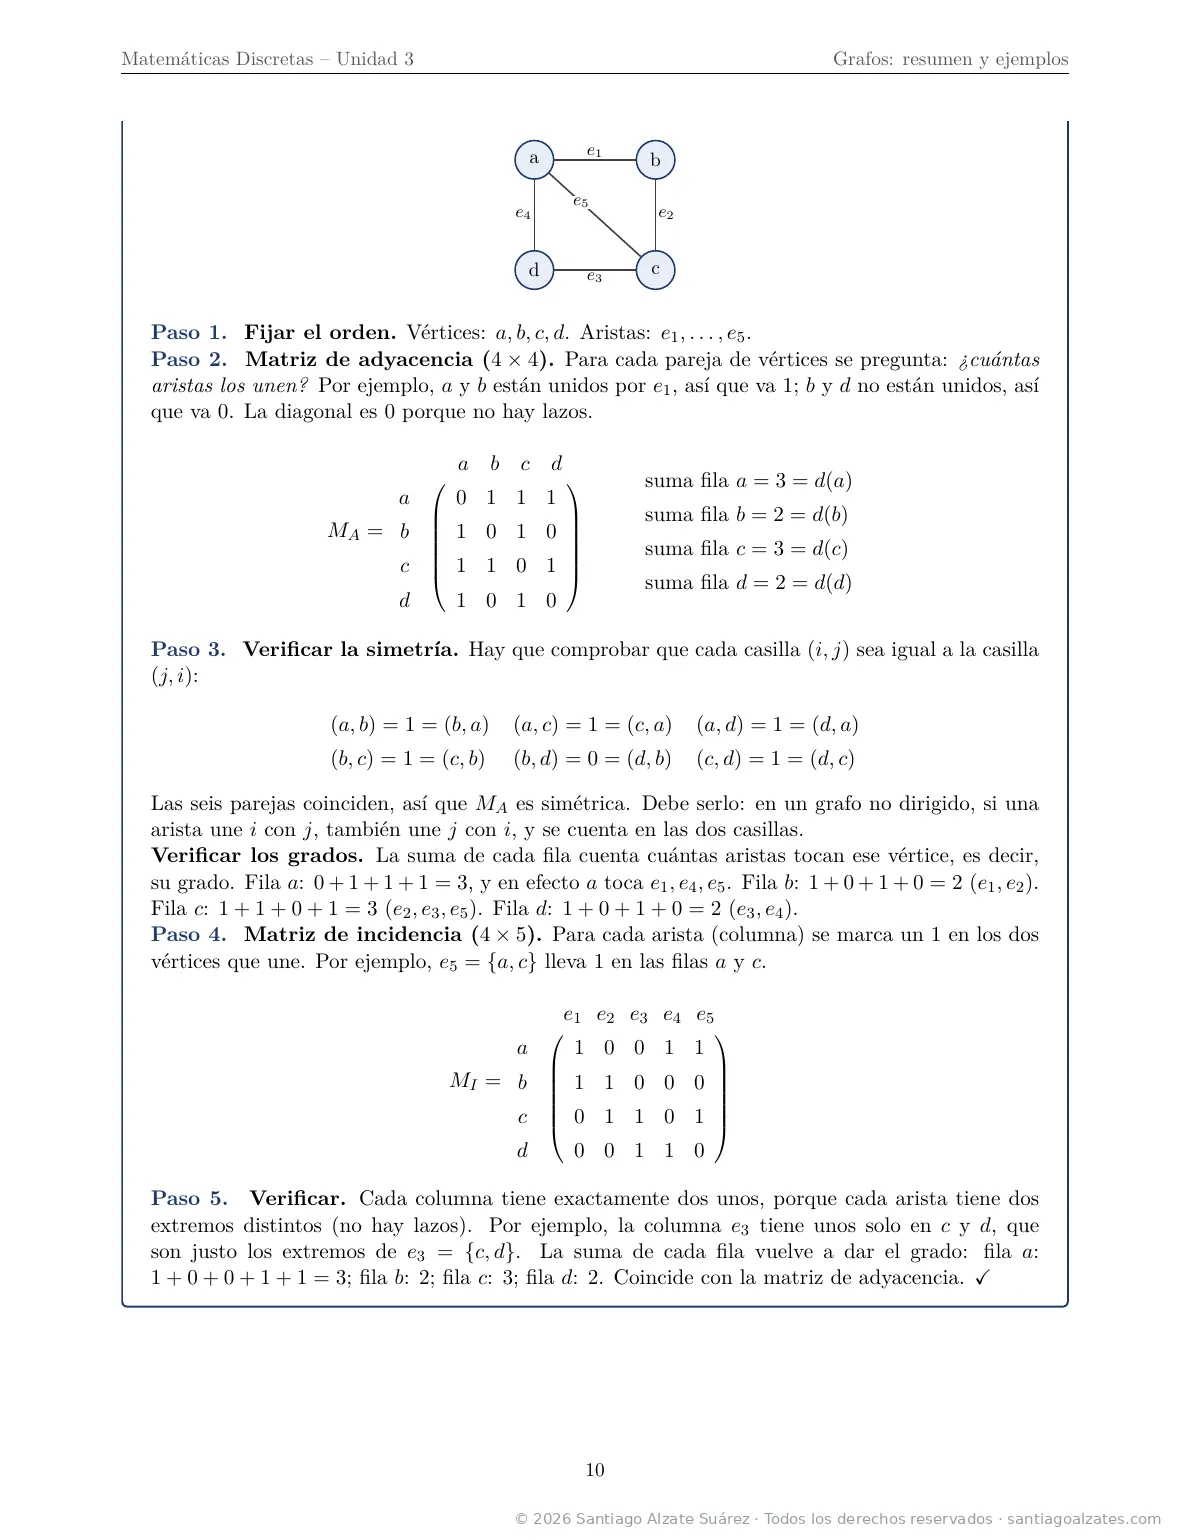 Matemáticas Discretas – Unidad 3 Grafos: resumen y ejemplos
a e₁ b
e₄ e₅ e₂
d e₃ c
Paso 1. Fijar el orden. Vértices: a, b, c, d. Aristas: e₁, . . . , e₅.
Paso 2. Matriz de adyacencia (4 × 4). Para cada pareja de vértices se pregunta: ¿cuántas
aristas los unen? Por ejemplo, a y b están unidos por e₁, así que va 1; b y d no están unidos, así
que va 0. La diagonal es 0 porque no hay lazos.
a b c d
a 0 1 1 1
M_A = b 1 0 1 0
c 1 1 0 1
d 1 0 1 0
suma fila a = 3 = d(a)
suma fila b = 2 = d(b)
suma fila c = 3 = d(c)
suma fila d = 2 = d(d)
Paso 3. Verificar la simetría. Hay que comprobar que cada casilla (i, j) sea igual a la casilla
(j, i):
(a, b) = 1 = (b, a) (a, c) = 1 = (c, a) (a, d) = 1 = (d, a)
(b, c) = 1 = (c, b) (b, d) = 0 = (d, b) (c, d) = 1 = (d, c)
Las seis parejas coinciden, así que M_A es simétrica. Debe serlo: en un grafo no dirigido, si una
arista une i con j, también une j con i, y se cuenta en las dos casillas.
Verificar los grados. La suma de cada fila cuenta cuántas aristas tocan ese vértice, es decir,
su grado. Fila a: 0 + 1 + 1 + 1 = 3, y en efecto a toca e₁, e₄, e₅. Fila b: 1 + 0 + 1 + 0 = 2 (e₁, e₂).
Fila c: 1 + 1 + 0 + 1 = 3 (e₂, e₃, e₅). Fila d: 1 + 0 + 1 + 0 = 2 (e₃, e₄).
Paso 4. Matriz de incidencia (4 × 5). Para cada arista (columna) se marca un 1 en los dos
vértices que une. Por ejemplo, e₅ = {a, c} lleva 1 en las filas a y c.
e₁ e₂ e₃ e₄ e₅
a 1 0 0 1 1
M_I = b 1 1 0 0 0
c 0 1 1 0 1
d 0 0 1 1 0
Paso 5. Verificar. Cada columna tiene exactamente dos unos, porque cada arista tiene dos
extremos distintos (no hay lazos). Por ejemplo, la columna e₃ tiene unos solo en c y d, que
son justo los extremos de e₃ = {c, d}. La suma de cada fila vuelve a dar el grado: fila a:
1 + 0 + 0 + 1 + 1 = 3; fila b: 2; fila c: 3; fila d: 2. Coincide con la matriz de adyacencia. ✓
10
© 2026 Santiago Alzate Suárez · Todos los derechos reservados · santiagoalzates.com